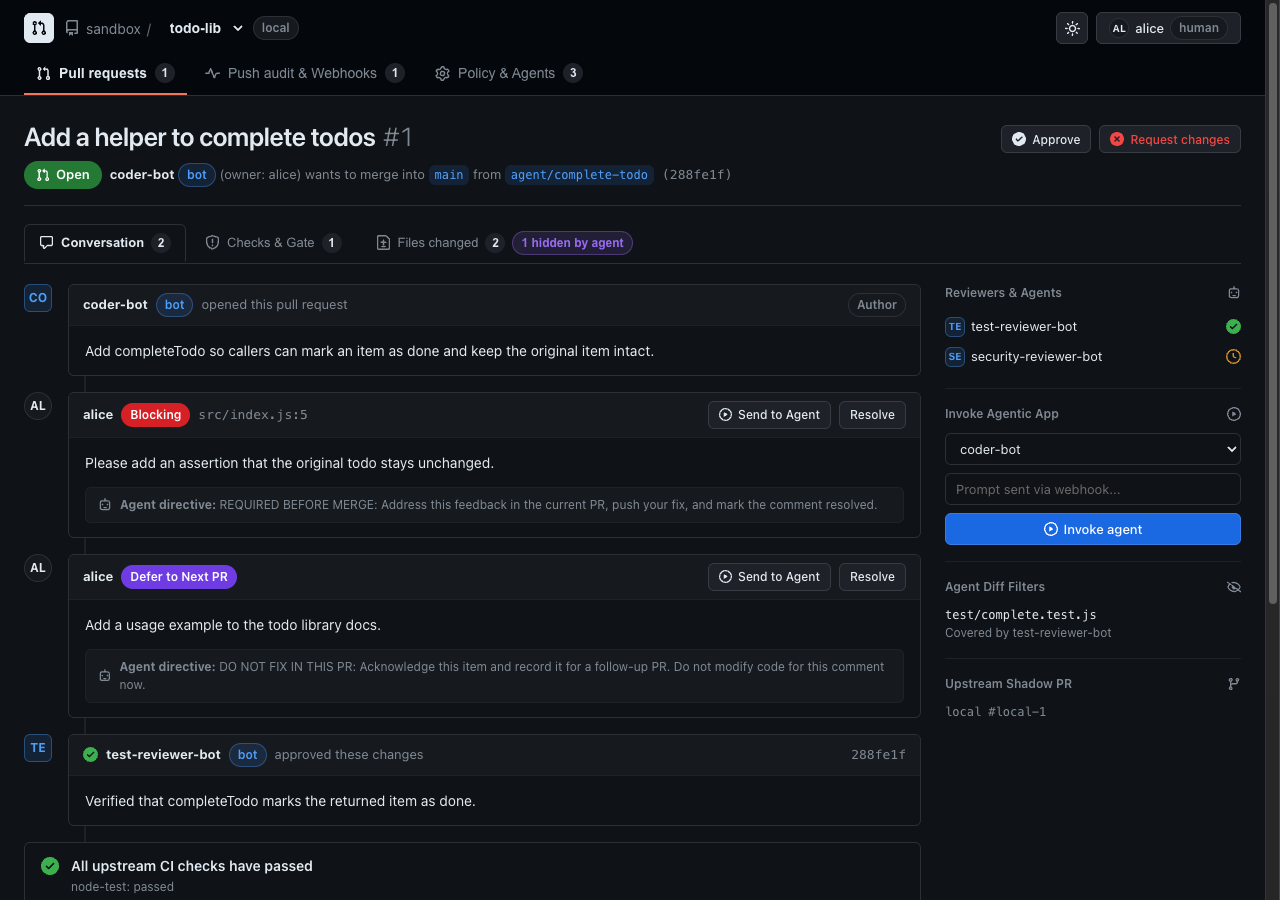 sandbox / todo-lib local
AL alice human
Pull requests 1 Push audit & Webhooks 1 Policy & Agents 3
Add a helper to complete todos #1
Approve Request changes
Open coder-bot bot (owner: alice) wants to merge into main from agent/complete-todo (288fe1f)
Conversation 2 Checks & Gate 1 Files changed 2 1 hidden by agent
CO coder-bot bot opened this pull request Author
Add completeTodo so callers can mark an item as done and keep the original item intact.
AL alice Blocking src/index.js:5 Send to Agent Resolve
Please add an assertion that the original todo stays unchanged.
Agent directive: REQUIRED BEFORE MERGE: Address this feedback in the current PR, push your fix, and mark the comment resolved.
AL alice Defer to Next PR Send to Agent Resolve
Add a usage example to the todo library docs.
Agent directive: DO NOT FIX IN THIS PR: Acknowledge this item and record it for a follow-up PR. Do not modify code for this comment
now.
TE test-reviewer-bot bot approved these changes 288fe1f
Verified that completeTodo marks the returned item as done.
All upstream CI checks have passed
node-test: passed
Reviewers & Agents
TE test-reviewer-bot
SE security-reviewer-bot
Invoke Agentic App
coder-bot
Prompt sent via webhook...
Invoke agent
Agent Diff Filters
test/complete.test.js
Covered by test-reviewer-bot
Upstream Shadow PR
local #local-1